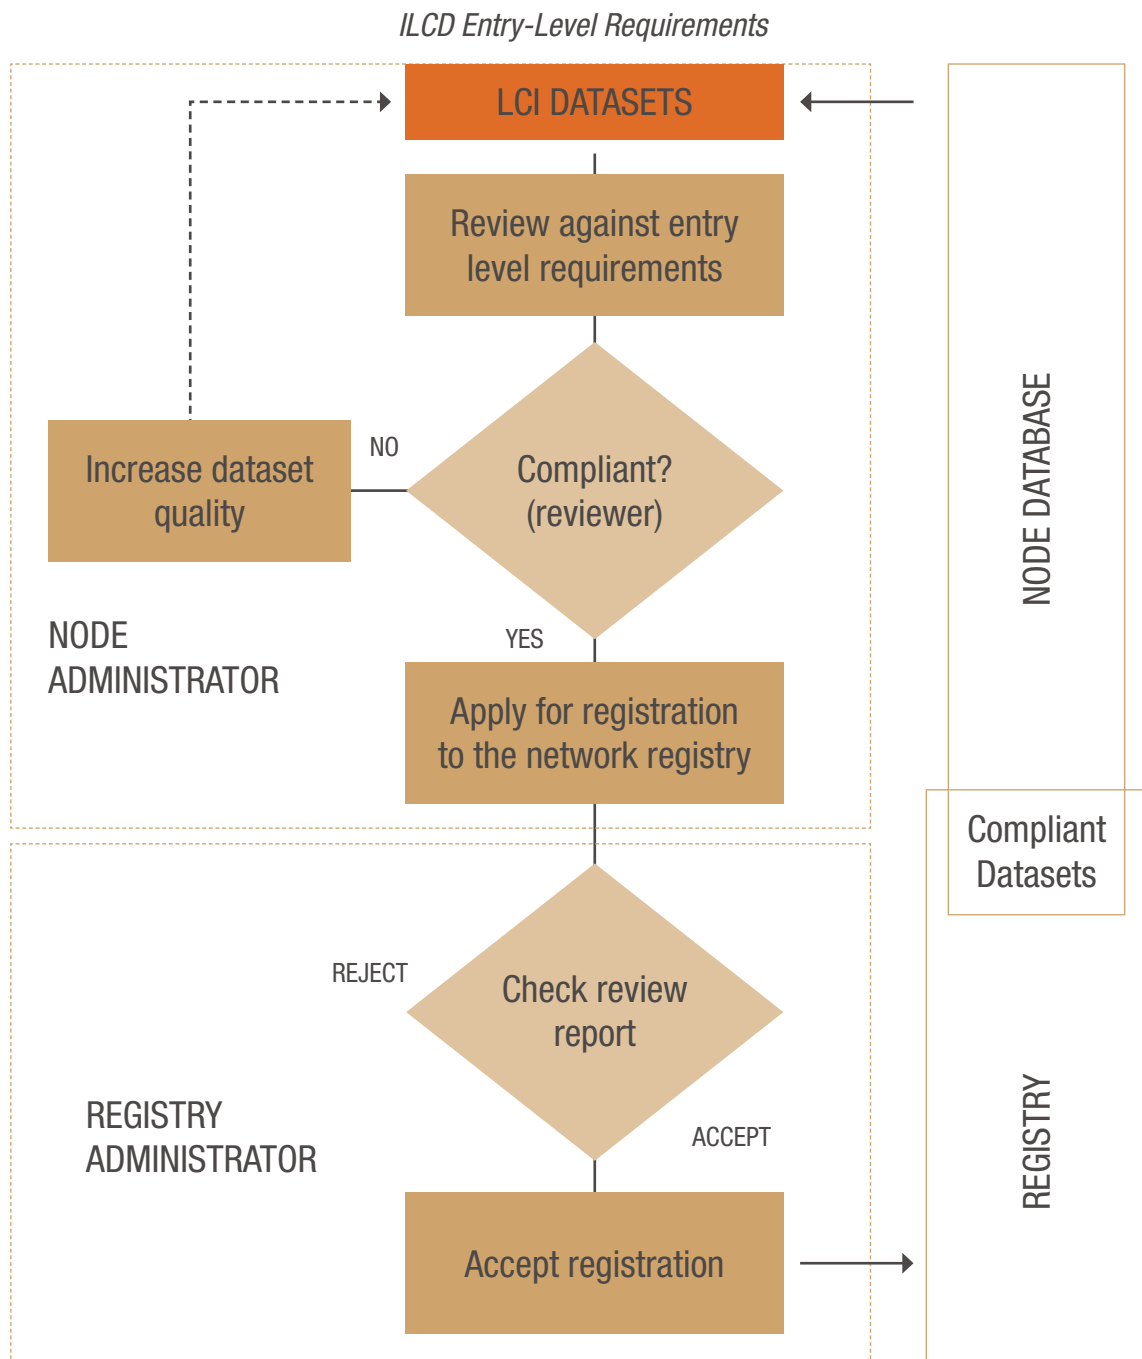 ILCD Entry-Level Requirements
LCI DATASETS
Review against entry
level requirements
NO
Increase dataset
quality
Compliant?
(reviewer)
NODE
ADMINISTRATOR
YES
Apply for registration
to the network registry
NODE DATABASE
Compliant
Datasets
REJECT
Check review
report
REGISTRY
ADMINISTRATOR
ACCEPT
Accept registration
REGISTRY